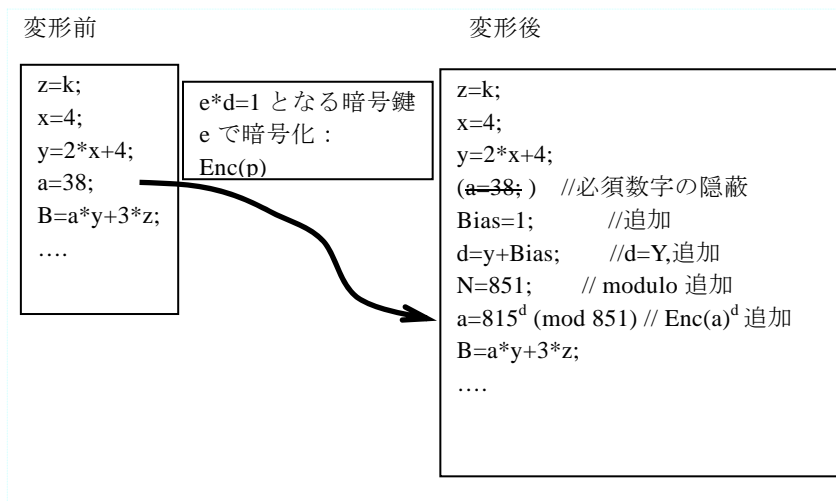 変形前
z=k;
x=4;
y=2*x+4;
a=38;
B=a*y+3*z;
….
e*d=1 となる暗号鍵
e で暗号化：
Enc(p)
変形後
z=k;
x=4;
y=2*x+4;
(a=38; ) //必須数字の隠蔽
Bias=1; //追加
d=y+Bias; //d=Y,追加
N=851; // modulo 追加
a=815^d (mod 851) // Enc(a)^d 追加
B=a*y+3*z;
….